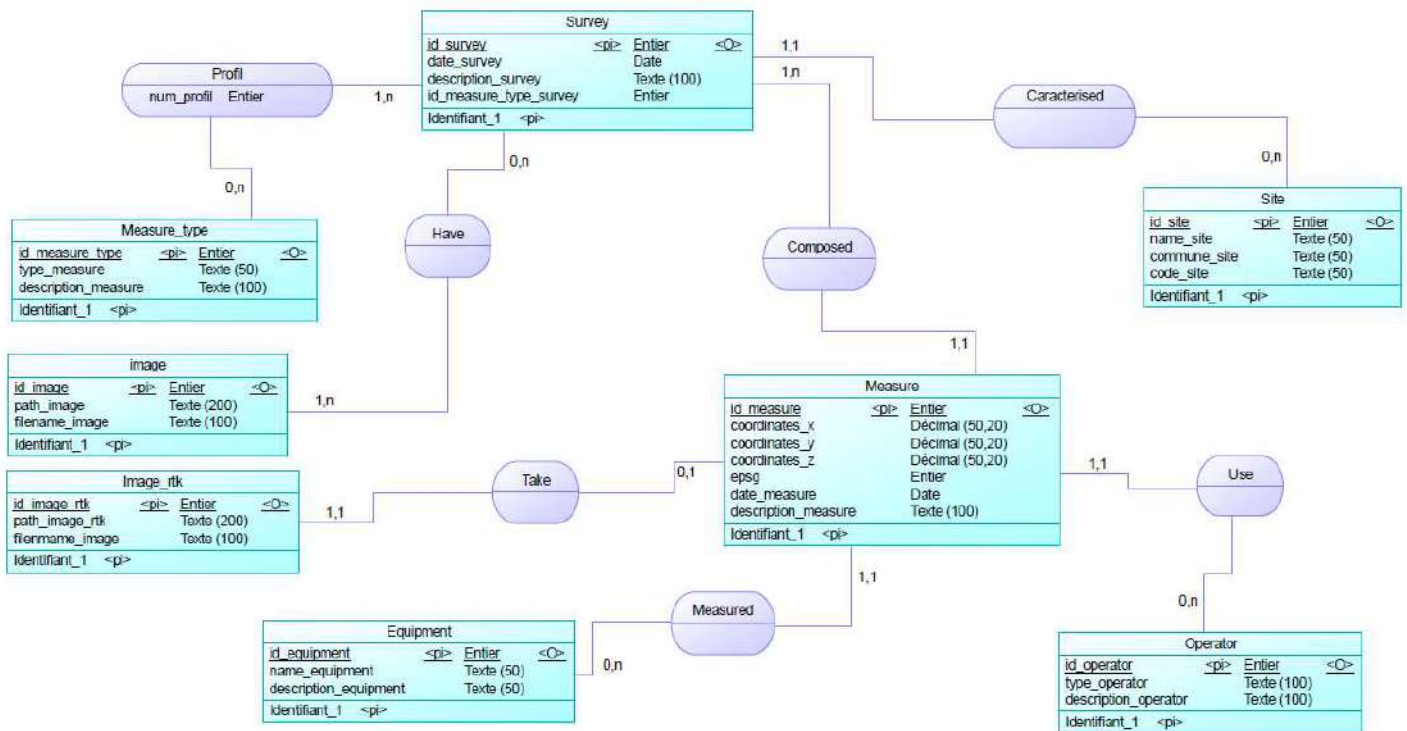 Survey
id_survey <pi> Entier <O>
date_survey Date
description_survey Texte (100)
id_measure_type_survey Entier
Identifiant_1 <pi>
1,1
1,n
Profil
num_profil Entier
1,n
Caracterised
0,n
0,n
0,n
Site
id_site <pi> Entier <O>
name_site Texte (50)
commune_site Texte (50)
code_site Texte (50)
Identifiant_1 <pi>
Measure_type
id_measure_type <pi> Entier <O>
type_measure Texte (50)
description_measure Texte (100)
Identifiant_1 <pi>
Have
Composed
1,1
image
id_image <pi> Entier <O>
path_image Texte (200)
filename_image Texte (100)
Identifiant_1 <pi>
1,n
Measure
id_measure <pi> Entier <O>
coordinates_x Décimal (50,20)
coordinates_y Décimal (50,20)
coordinates_z Décimal (50,20)
epsg Entier
date_measure Date
description_measure Texte (100)
Identifiant_1 <pi>
Image_rtk
id_image_rtk <pi> Entier <O>
path_image_rtk Texte (200)
filenmame_image Texte (100)
Identifiant_1 <pi>
1,1
Take
0,1
1,1
Use
1,1
0,n
Measured
Equipment
id_equipment <pi> Entier <O>
name_equipment Texte (50)
description_equipment Texte (50)
Identifiant_1 <pi>
0,n
Operator
id_operator <pi> Entier <O>
type_operator Texte (100)
description_operator Texte (100)
Identifiant_1 <pi>